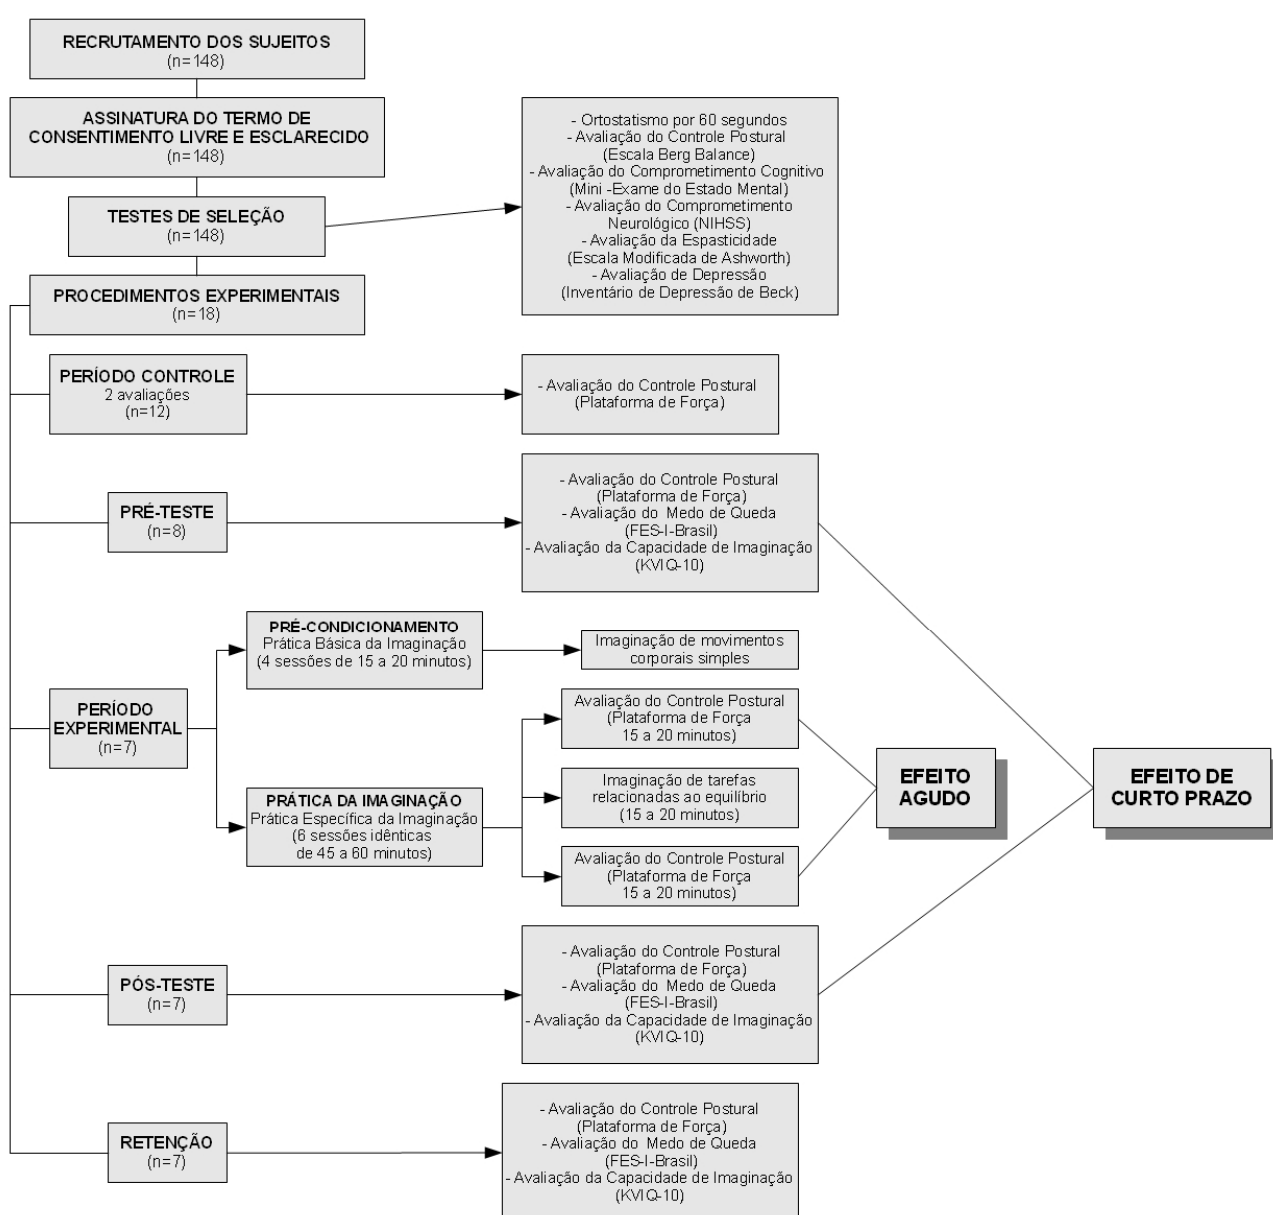 RECRUTAMENTO DOS SUJEITOS
(n=148)
ASSINATURA DO TERMO DE
CONSENTIMENTO LIVRE E ESCLARECIDO
(n=148)
TESTES DE SELEÇÃO
(n=148)
- Ortostatismo por 60 segundos
- Avaliação do Controle Postural
(Escala Berg Balance)
- Avaliação do Comprometimento Cognitivo
(Mini -Exame do Estado Mental)
- Avaliação do Comprometimento
Neurológico (NIHSS)
- Avaliação da Espasticidade
(Escala Modificada de Ashworth)
- Avaliação de Depressão
(Inventário de Depressão de Beck)
PROCEDIMENTOS EXPERIMENTAIS
(n=18)
PERÍODO CONTROLE
2 avaliações
(n=12)
- Avaliação do Controle Postural
(Plataforma de Força)
PRÉ-TESTE
(n=8)
- Avaliação do Controle Postural
(Plataforma de Força)
- Avaliação do Medo de Queda
(FES-I-Brasil)
- Avaliação da Capacidade de Imaginação
(KVIQ-10)
PERÍODO
EXPERIMENTAL
(n=7)
PRÉ-CONDICIONAMENTO
Prática Básica da Imaginação
(4 sessões de 15 a 20 minutos)
Imaginação de movimentos
corporais simples
PRÁTICA DA IMAGINAÇÃO
Prática Específica da Imaginação
(6 sessões idênticas
de 45 a 60 minutos)
Avaliação do Controle Postural
(Plataforma de Força
15 a 20 minutos)
Imaginação de tarefas
relacionadas ao equilíbrio
(15 a 20 minutos)
Avaliação do Controle Postural
(Plataforma de Força
15 a 20 minutos)
EFEITO
AGUDO
EFEITO DE
CURTO PRAZO
PÓS-TESTE
(n=7)
- Avaliação do Controle Postural
(Plataforma de Força)
- Avaliação do Medo de Queda
(FES-I-Brasil)
- Avaliação da Capacidade de Imaginação
(KVIQ-10)
RETENÇÃO
(n=7)
- Avaliação do Controle Postural
(Plataforma de Força)
- Avaliação do Medo de Queda
(FES-I-Brasil)
- Avaliação da Capacidade de Imaginação
(KVIQ-10)